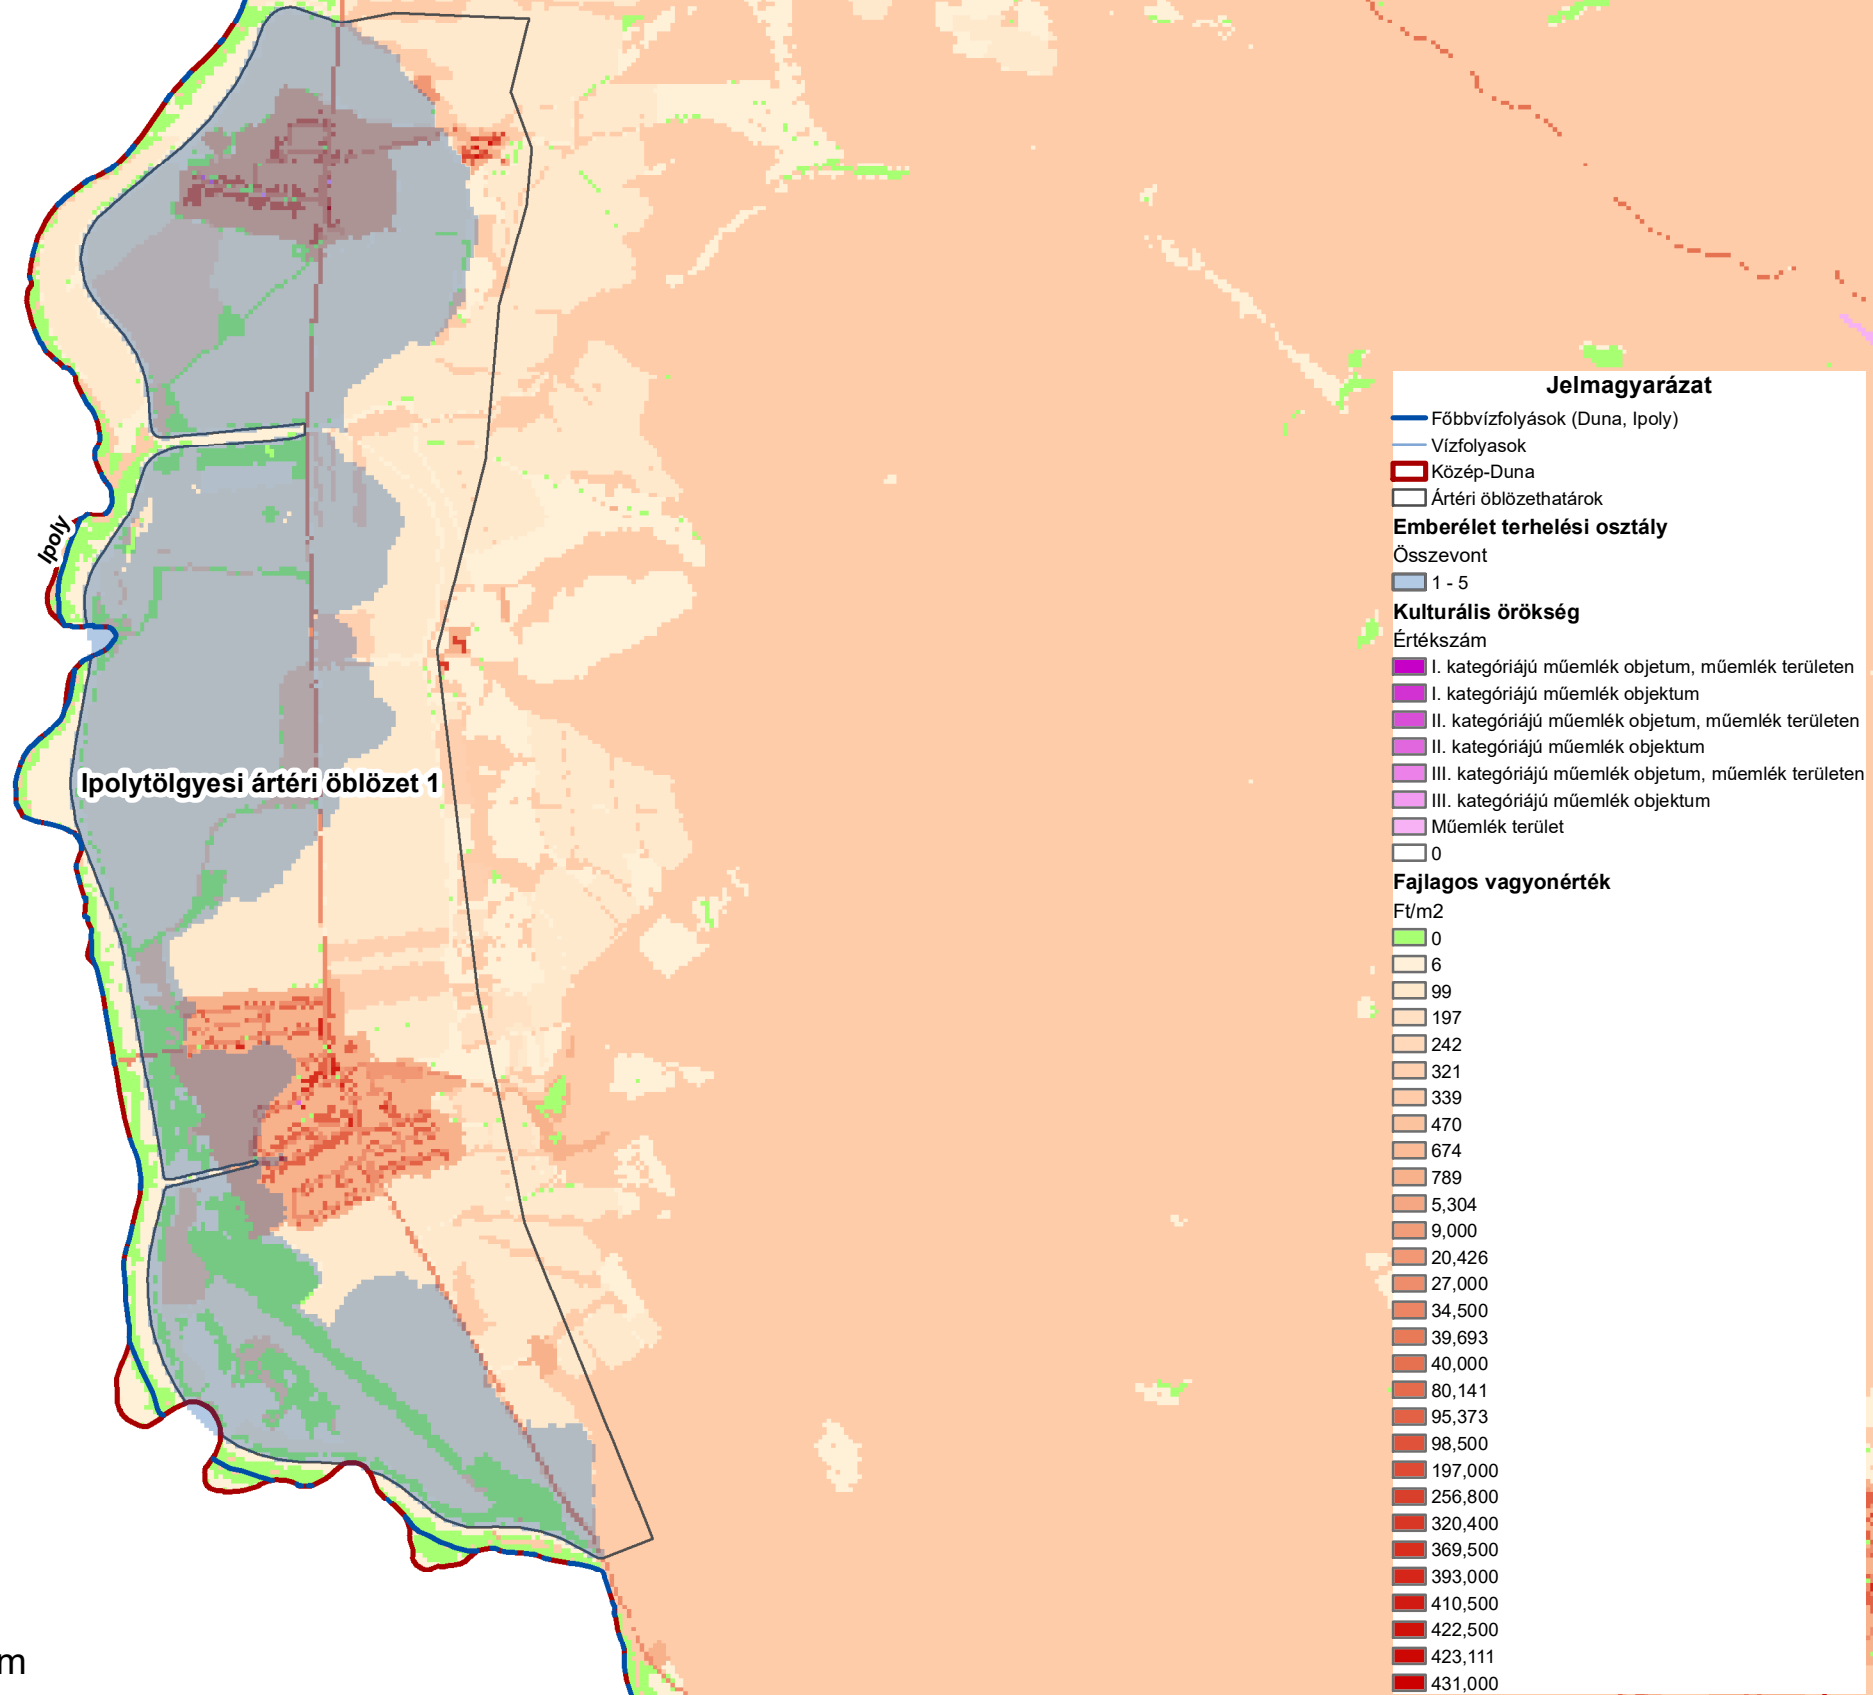 Ipoly
Ipolytölgyesi ártéri öblözet 1
m
Jelmagyarázat
Főbbvízfolyások (Duna, Ipoly)
Vízfolyasok
Közép-Duna
Ártéri öblözethatárok
Emberélet terhelési osztály
Összevont
1 - 5
Kulturális örökség
Értékszám
I. kategóriájú műemlék objetum, műemlék területen
I. kategóriájú műemlék objektum
II. kategóriájú műemlék objetum, műemlék területen
II. kategóriájú műemlék objektum
III. kategóriájú műemlék objetum, műemlék területen
III. kategóriájú műemlék objektum
Műemlék terület
0
Fajlagos vagyonérték
Ft/m2
0
6
99
197
242
321
339
470
674
789
5,304
9,000
20,426
27,000
34,500
39,693
40,000
80,141
95,373
98,500
197,000
256,800
320,400
369,500
393,000
410,500
422,500
423,111
431,000